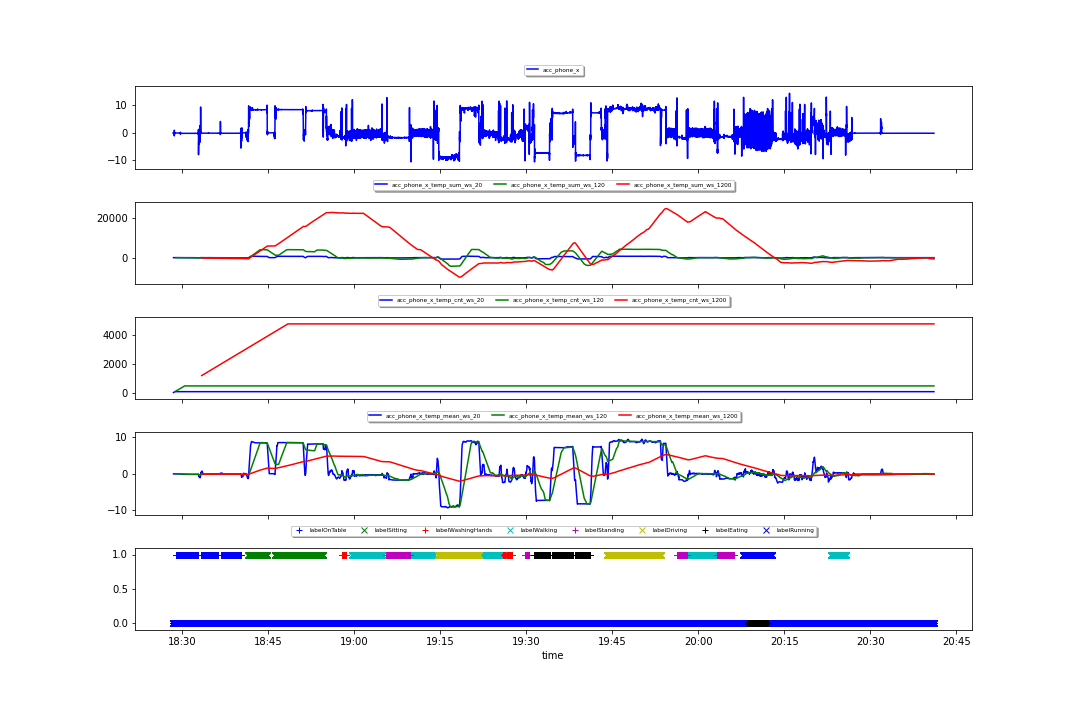 acc_phone_x
10
0
−10
acc_phone_x_temp_sum_ws_20 acc_phone_x_temp_sum_ws_120 acc_phone_x_temp_sum_ws_1200
20000
0
acc_phone_x_temp_cnt_ws_20 acc_phone_x_temp_cnt_ws_120 acc_phone_x_temp_cnt_ws_1200
4000
2000
0
acc_phone_x_temp_mean_ws_20 acc_phone_x_temp_mean_ws_120 acc_phone_x_temp_mean_ws_1200
10
0
−10
labelOnTable labelSitting labelWashingHands labelWalking labelStanding labelDriving labelEating labelRunning
1.0
0.5
0.0
18:30 18:45 19:00 19:15 19:30 19:45 20:00 20:15 20:30 20:45
time